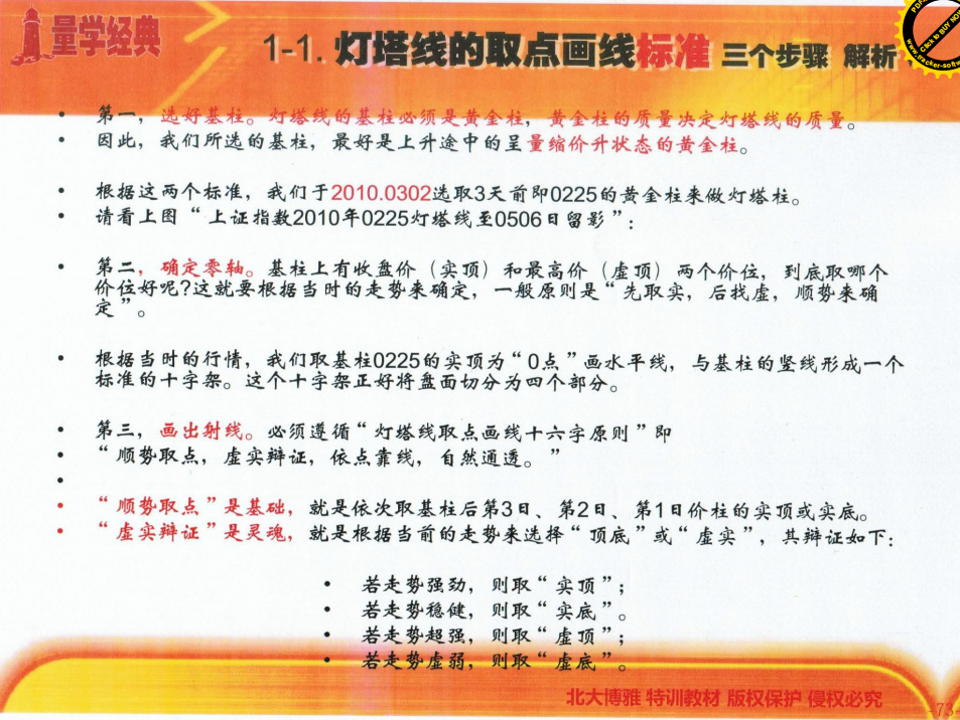 量学经典
1-1. 灯塔线的取点画线标准 三个步骤 解析
• 第一，选好基柱。灯塔线的基柱必须是黄金柱，黄金柱的质量决定灯塔线的质量。
• 因此，我们所选的基柱，最好是上升途中的呈量缩价升状态的黄金柱。
• 根据这两个标准，我们于2010.0302选取3天前即0225的黄金柱来做灯塔柱。
• 请看上图“上证指数2010年0225灯塔线至0506日留影”：
• 第二，确定零轴。基柱上有收盘价（实顶）和最高价（虚顶）两个价位，到底取哪个
价位好呢?这就要根据当时的走势来确定，一般原则是“先取实，后找虚，顺势来确
定”。
• 根据当时的行情，我们取基柱0225的实顶为“0点”画水平线，与基柱的竖线形成一个
标准的十字架。这个十字架正好将盘面切分为四个部分。
• 第三，画出射线。必须遵循“灯塔线取点画线十六字原则”即
• “顺势取点，虚实辩证，依点靠线，自然通透。”
•
• “顺势取点”是基础，就是依次取基柱后第3日、第2日、第1日价柱的实顶或实底。
• “虚实辩证”是灵魂，就是根据当前的走势来选择“顶底”或“虚实”，其辩证如下：
• 若走势强劲，则取“实顶”；
• 若走势稳健，则取“实底”。
• 若走势超强，则取“虚顶”；
• 若走势虚弱，则取“虚底”。
北大博雅 特训教材 版权保护 侵权必究
-73-
Click to BUY NOW